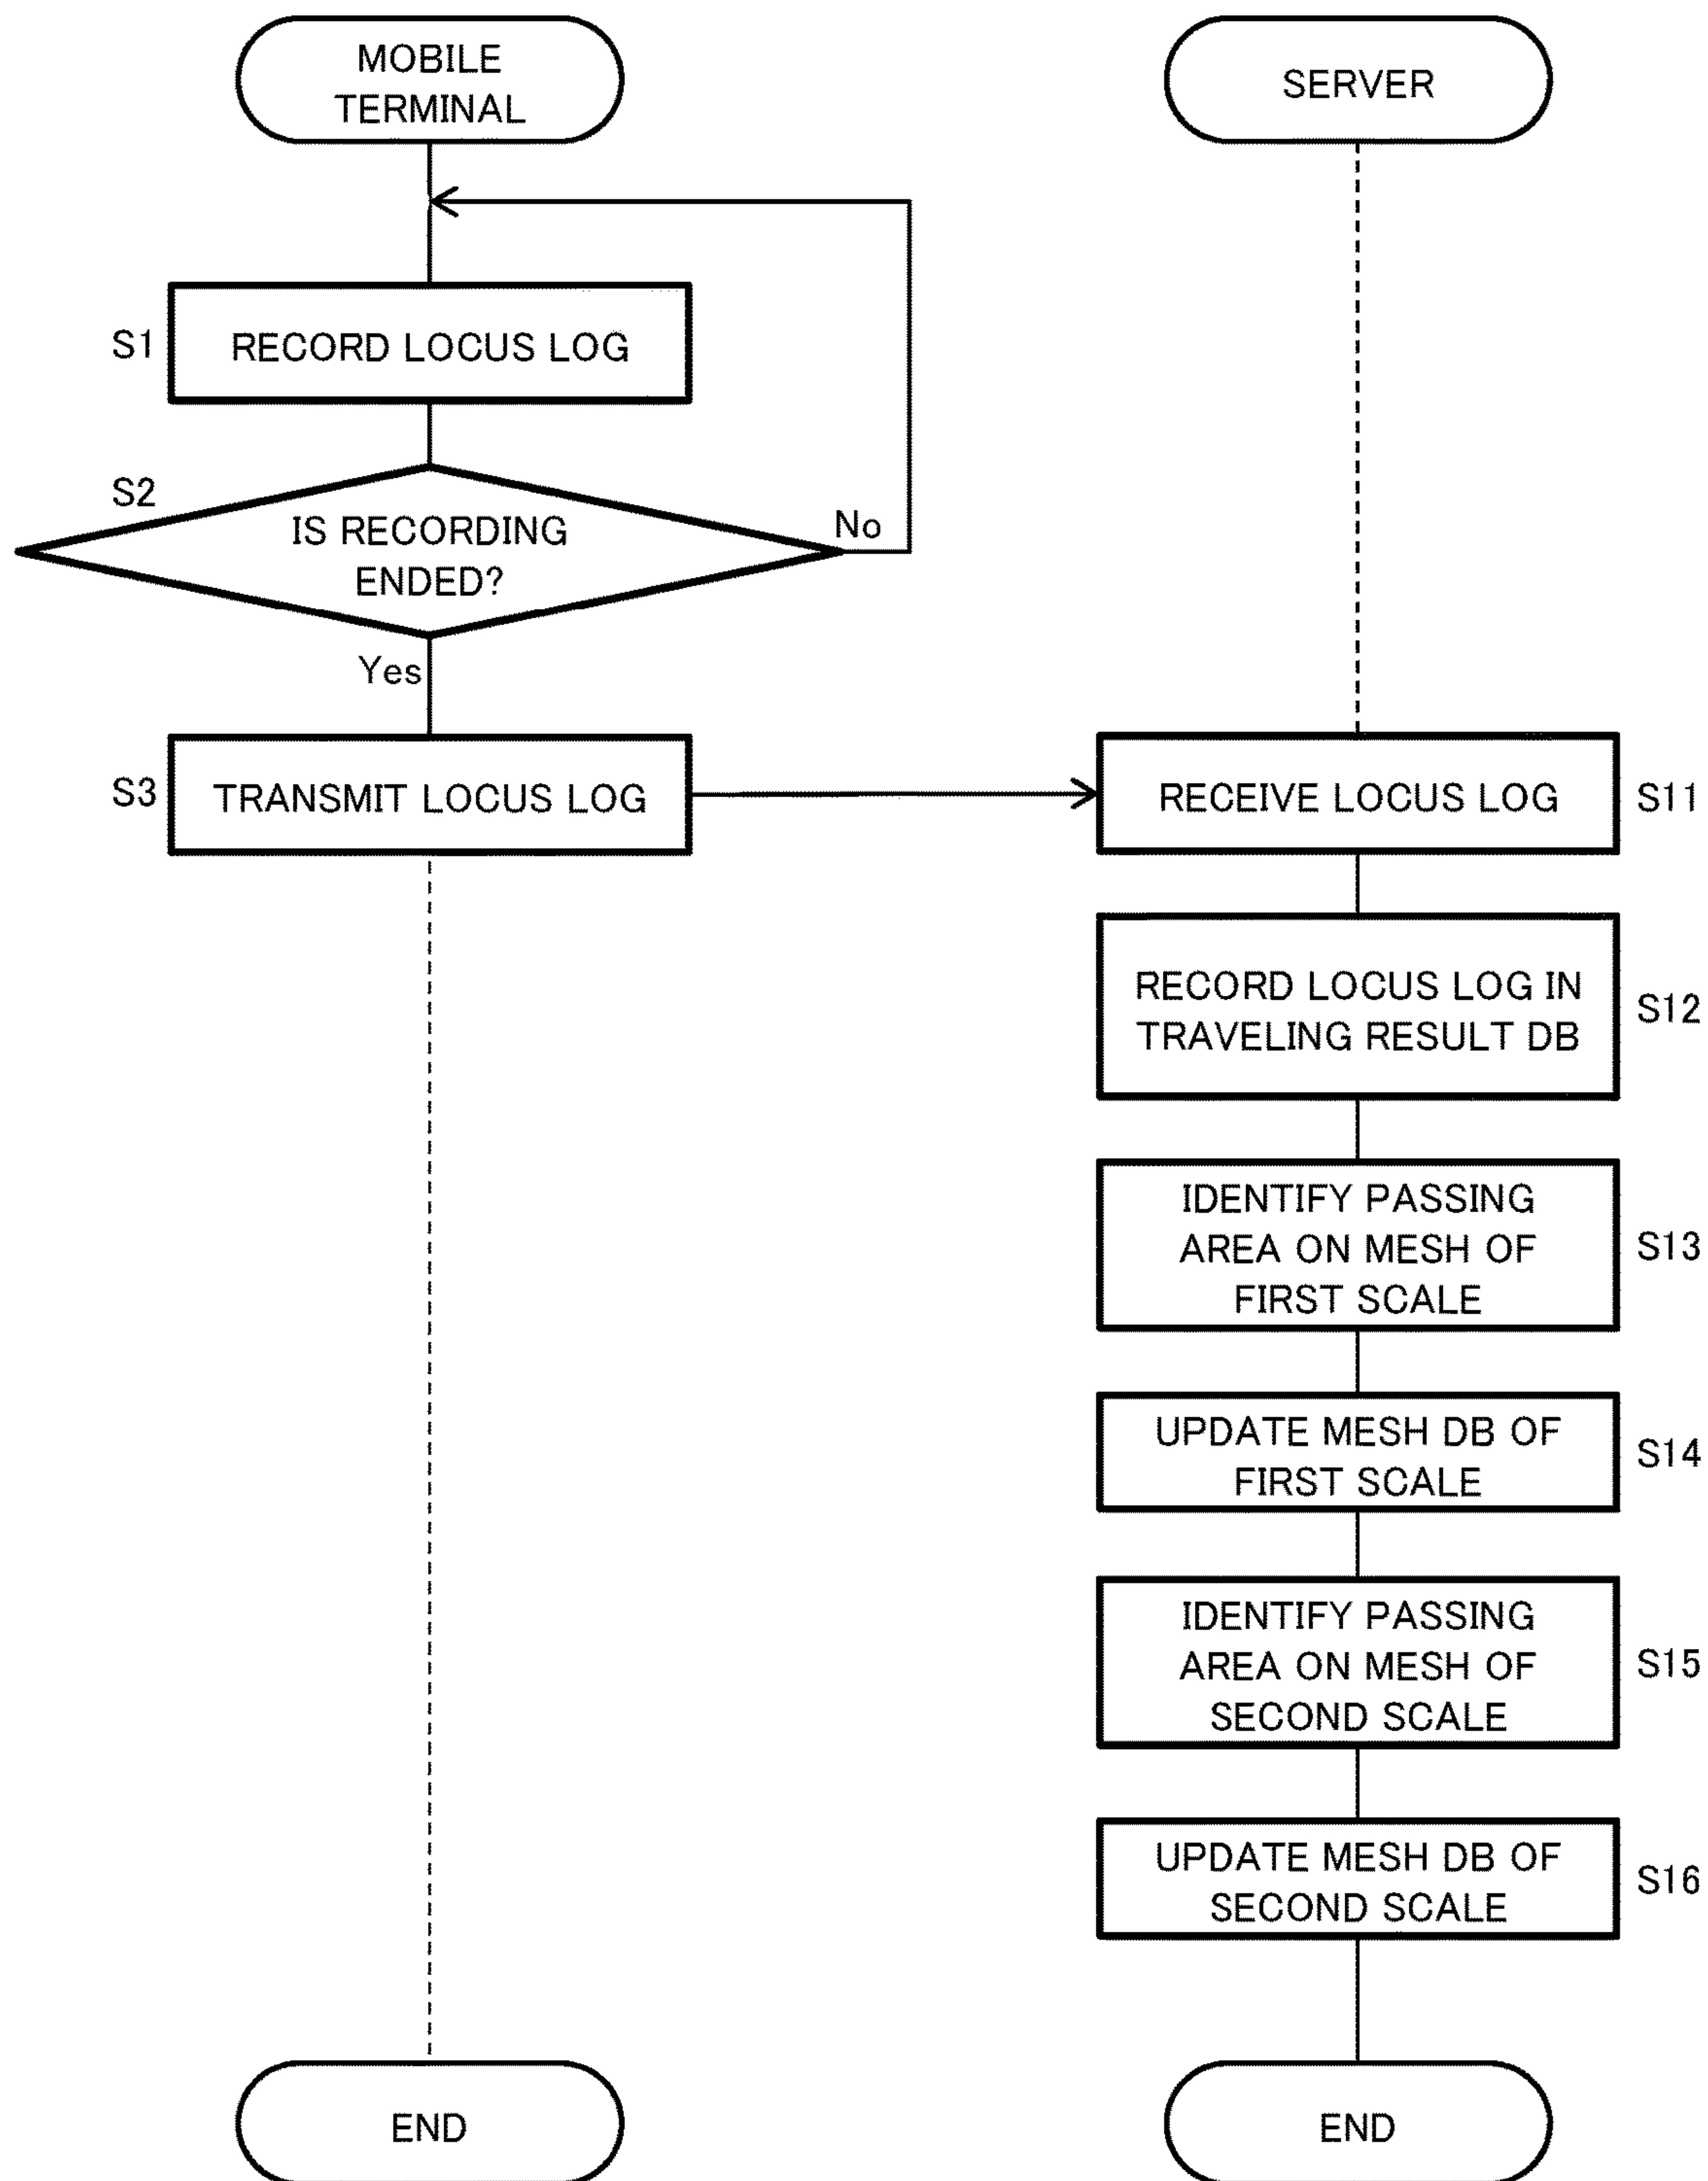 MOBILE
TERMINAL
S1
RECORD LOCUS LOG
S2
IS RECORDING
ENDED?
No
Yes
S3
TRANSMIT LOCUS LOG
END
SERVER
RECEIVE LOCUS LOG
S11
RECORD LOCUS LOG IN
TRAVELING RESULT DB
S12
IDENTIFY PASSING
AREA ON MESH OF
FIRST SCALE
S13
UPDATE MESH DB OF
FIRST SCALE
S14
IDENTIFY PASSING
AREA ON MESH OF
SECOND SCALE
S15
UPDATE MESH DB OF
SECOND SCALE
S16
END